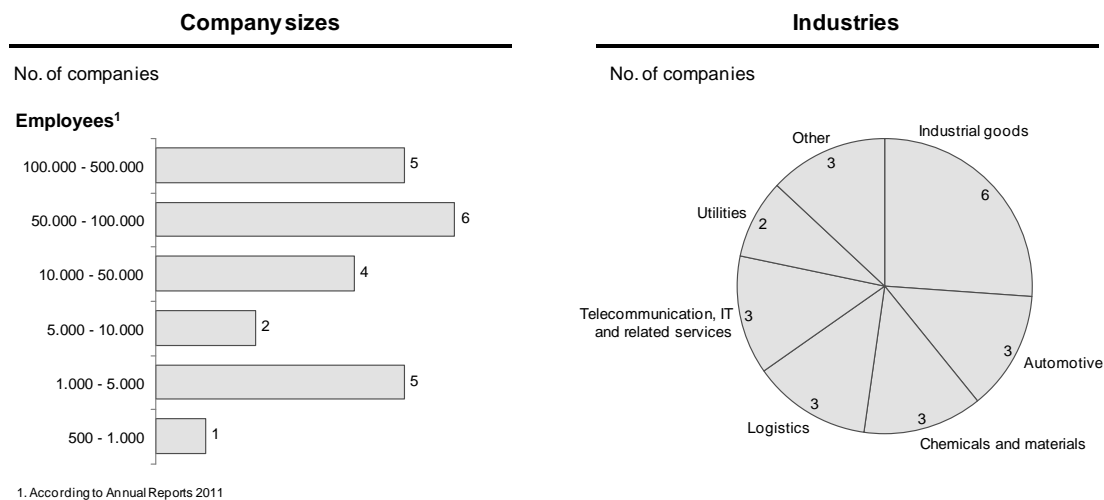 Company sizes
No. of companies
Employees1
100.000 - 500.000
5
50.000 - 100.000
6
10.000 - 50.000
4
5.000 - 10.000
2
1.000 - 5.000
5
500 - 1.000
1
1. According to Annual Reports 2011
Industries
No. of companies
Industrial goods
6
Automotive
3
Chemicals and materials
3
Logistics
3
Telecommunication, IT
and related services
3
Utilities
2
Other
3